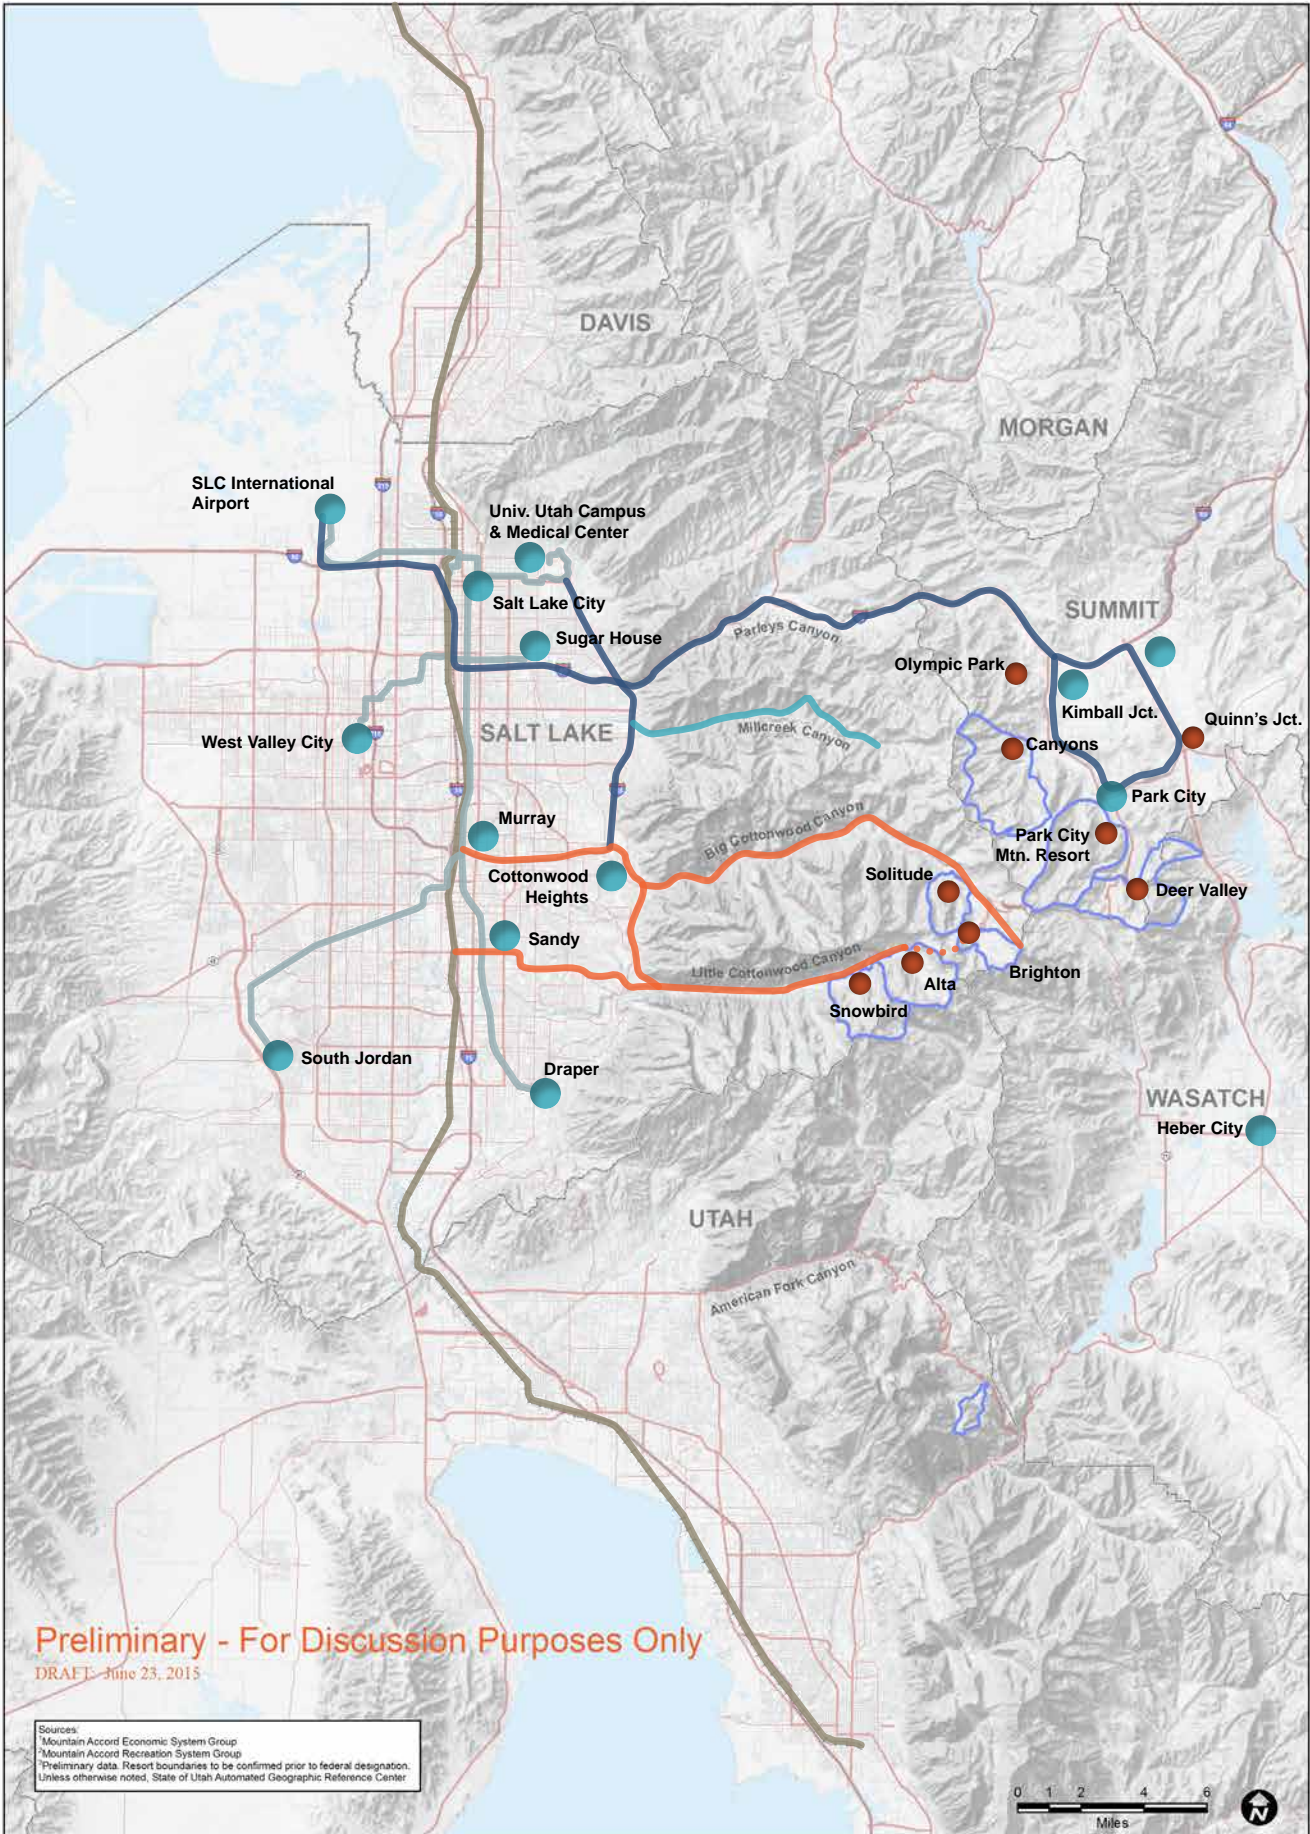 DAVIS
MORGAN
SLC International
Airport
Univ. Utah Campus
& Medical Center
Salt Lake City
SUMMIT
Parleys Canyon
Sugar House
Olympic Park
Kimball Jct.
Quinn's Jct.
West Valley City
SALT LAKE
Millcreek Canyon
Canyons
Park City
Murray
Big Cottonwood Canyon
Park City
Mtn. Resort
Cottonwood
Heights
Solitude
Deer Valley
Sandy
Little Cottonwood Canyon
Brighton
Alta
Snowbird
South Jordan
Draper
WASATCH
Heber City
UTAH
American Fork Canyon
Preliminary - For Discussion Purposes Only
DRAFT: June 23, 2015
Sources:
¹Mountain Accord Economic System Group
²Mountain Accord Recreation System Group
³Preliminary data. Resort boundaries to be confirmed prior to federal designation.
Unless otherwise noted, State of Utah Automated Geographic Reference Center
0 1 2 4 6
Miles
N